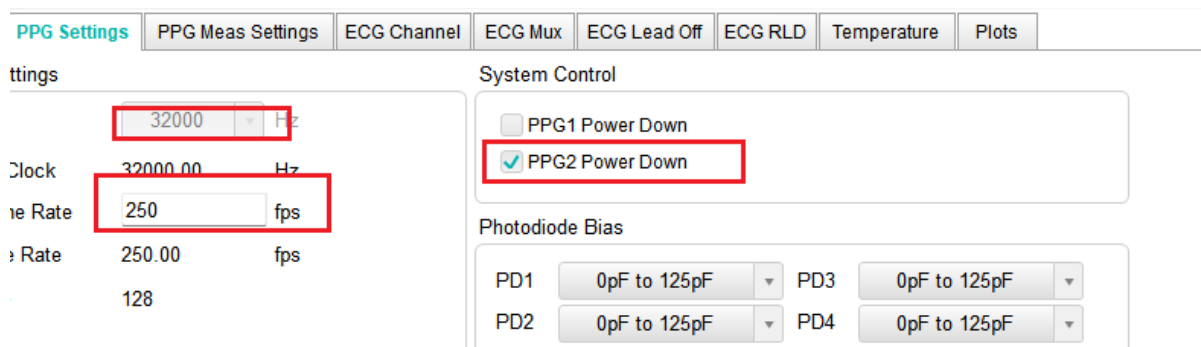 PPG Settings PPG Meas Settings ECG Channel ECG Mux ECG Lead Off ECG RLD Temperature Plots
ttings
32000 Hz
Clock 32000.00 Hz
ne Rate 250 fps
e Rate 250.00 fps
128
System Control
PPG1 Power Down
PPG2 Power Down
Photodiode Bias
PD1 0pF to 125pF PD3 0pF to 125pF
PD2 0pF to 125pF PD4 0pF to 125pF